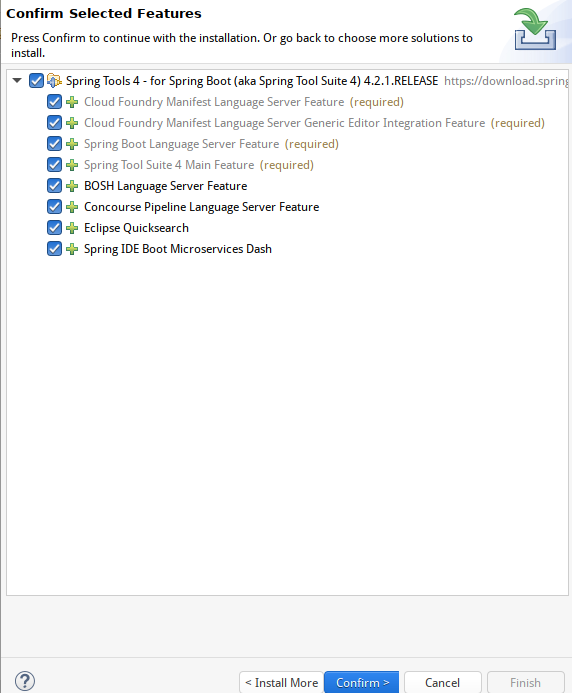 Confirm Selected Features
Press Confirm to continue with the installation. Or go back to choose more solutions to
install.
Spring Tools 4 - for Spring Boot (aka Spring Tool Suite 4) 4.2.1.RELEASE https://download.spring
Cloud Foundry Manifest Language Server Feature (required)
Cloud Foundry Manifest Language Server Generic Editor Integration Feature (required)
Spring Boot Language Server Feature (required)
Spring Tool Suite 4 Main Feature (required)
BOSH Language Server Feature
Concourse Pipeline Language Server Feature
Eclipse Quicksearch
Spring IDE Boot Microservices Dash
? < Install More Confirm > Cancel Finish